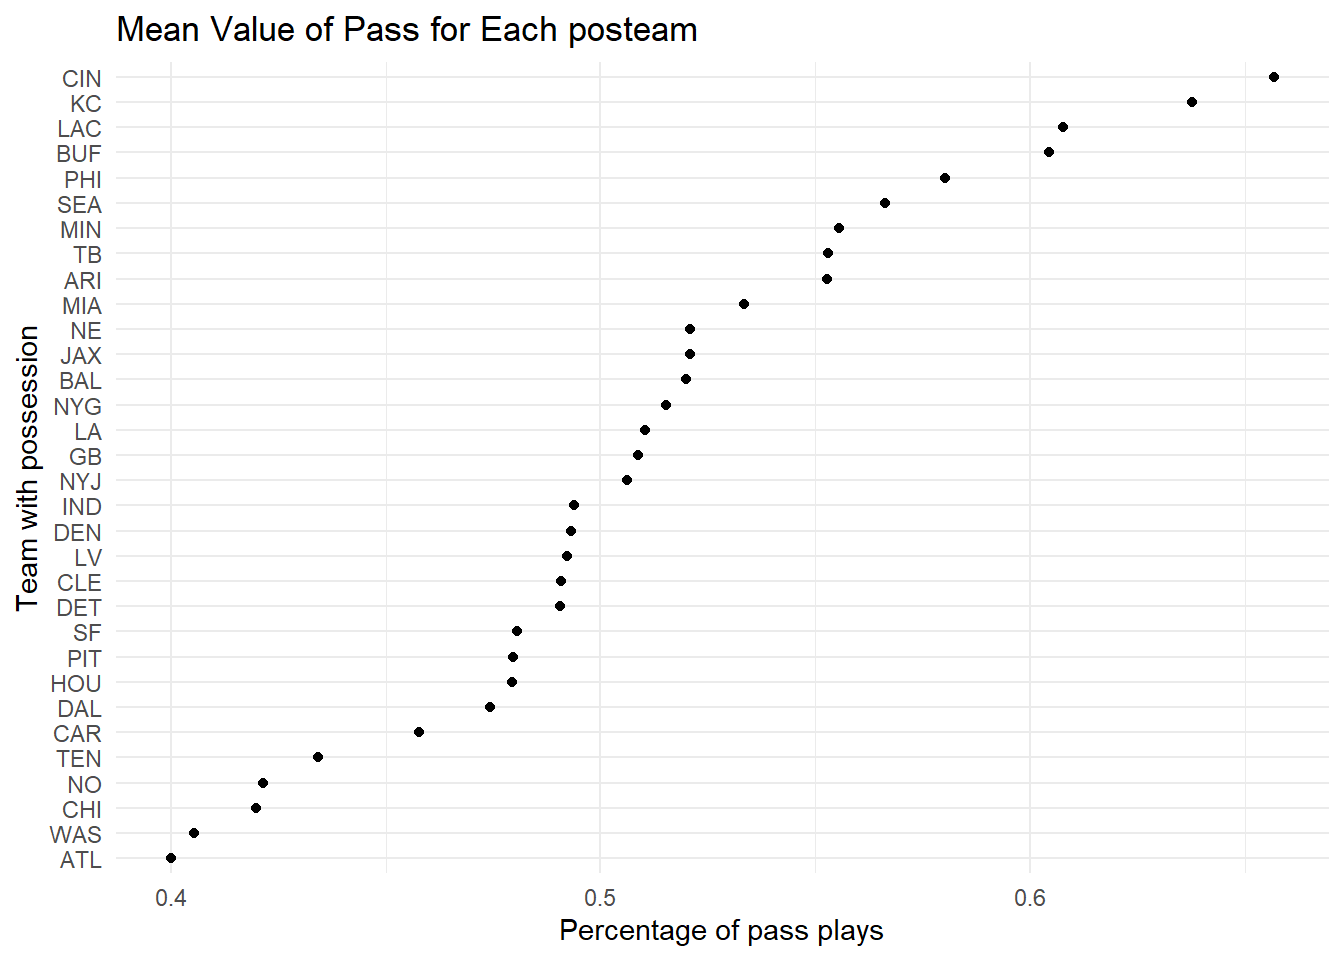 Mean Value of Pass for Each posteam
Team with possession
CIN
KC
LAC
BUF
PHI
SEA
MIN
TB
ARI
MIA
NE
JAX
BAL
NYG
LA
GB
NYJ
IND
DEN
LV
CLE
DET
SF
PIT
HOU
DAL
CAR
TEN
NO
CHI
WAS
ATL
0.4 0.5 0.6
Percentage of pass plays